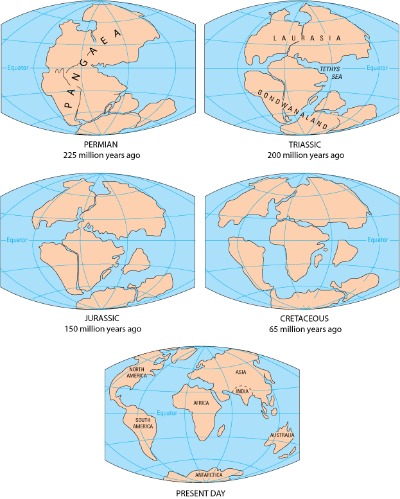 PANGAEA
Equator
PERMIAN
225 million years ago
LAURASIA
TETHYS
SEA
GONDWANALAND
TRIASSIC
200 million years ago
Equator
JURASSIC
150 million years ago
Equator
CRETACEOUS
65 million years ago
NORTH
AMERICA
ASIA
INDIA
AFRICA
Equator
SOUTH
AMERICA
AUSTRALIA
ANTARCTICA
PRESENT DAY